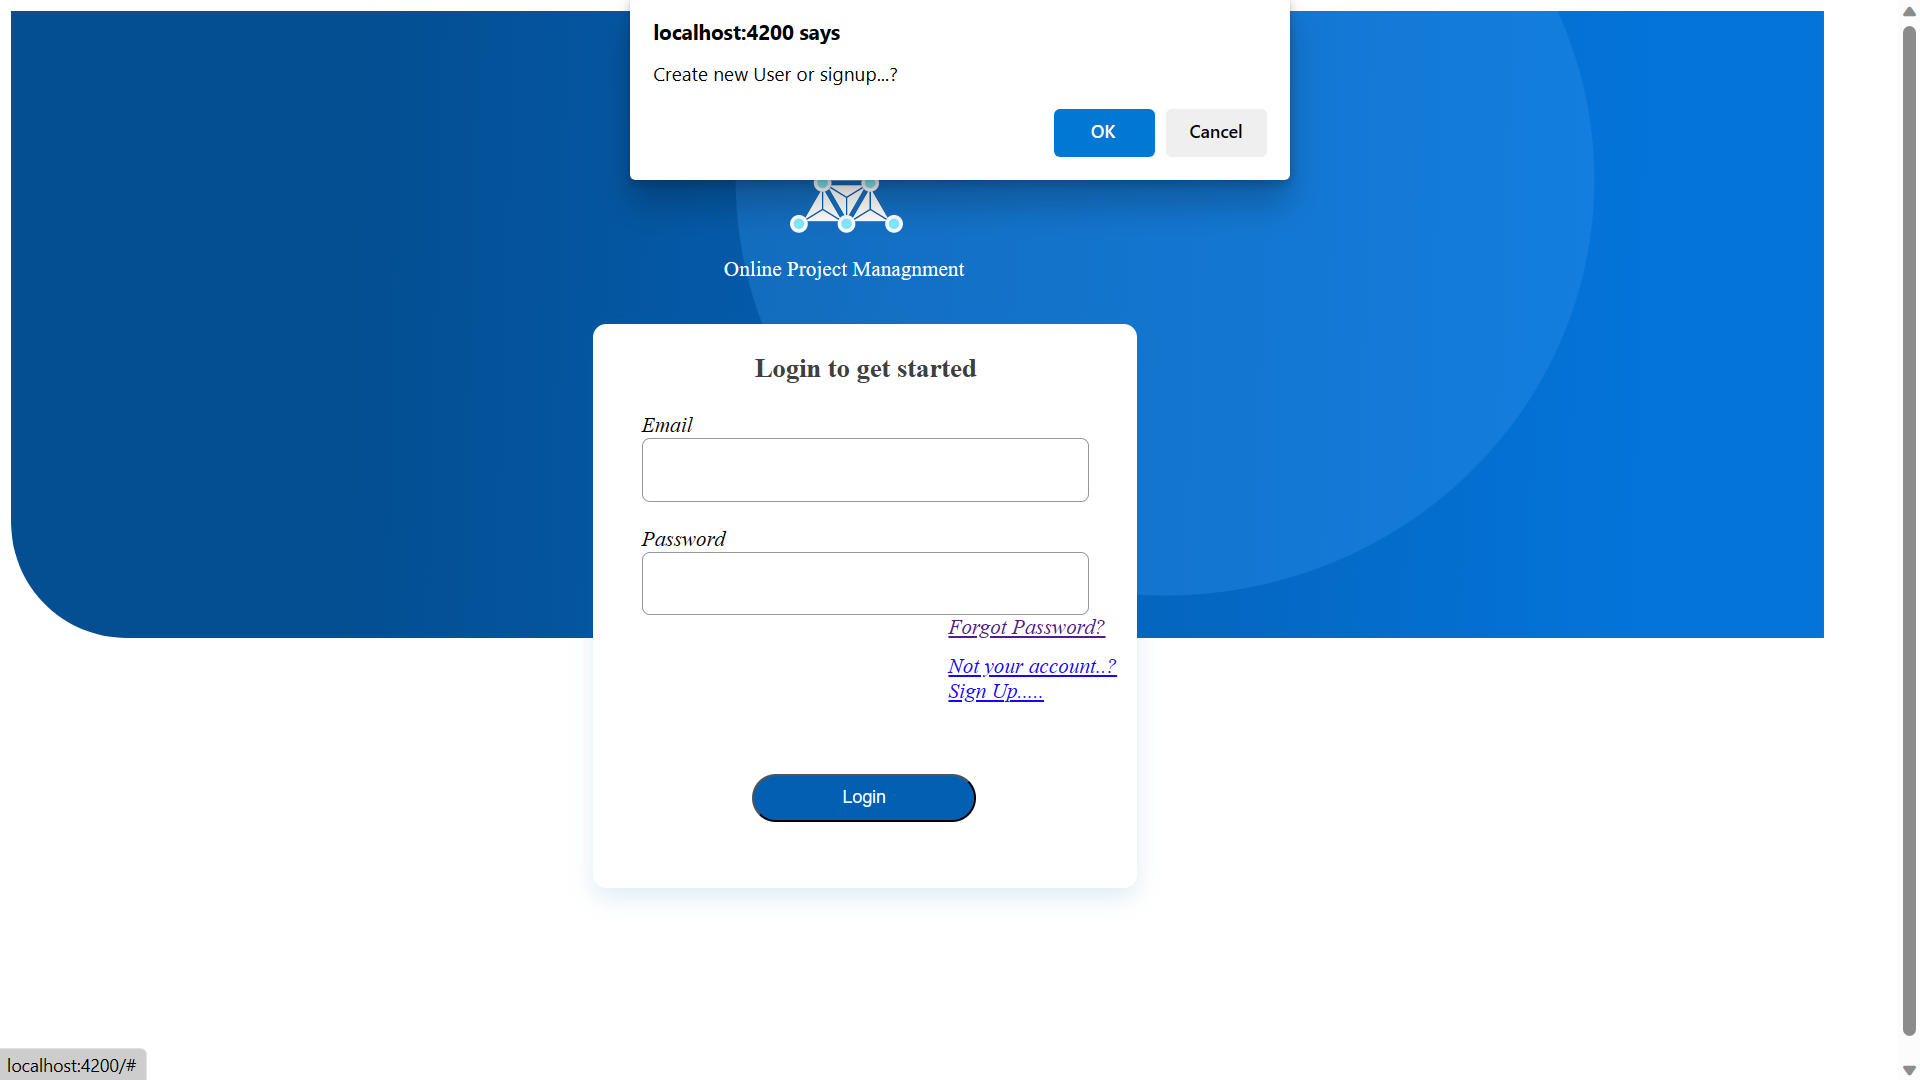 localhost:4200 says
Create new User or signup...?
OK
Cancel
Online Project Managnment
Login to get started
Email
Password
Forgot Password?
Not your account..?
Sign Up.....
Login
localhost:4200/#